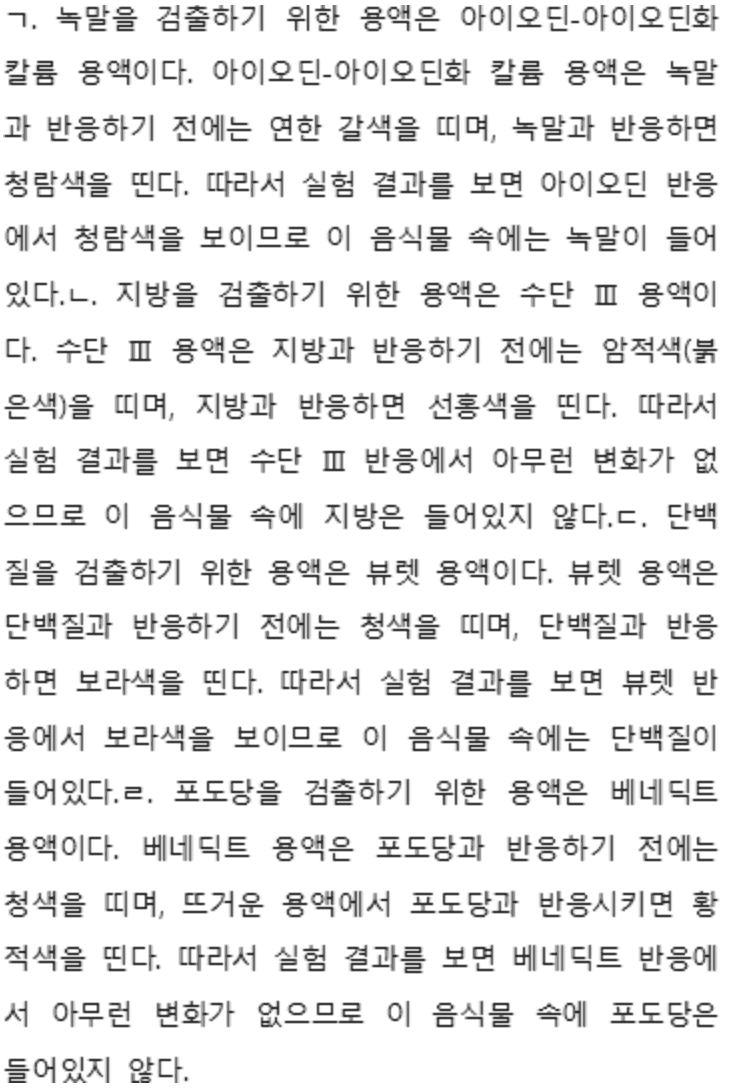 ㄱ. 녹말을 검출하기 위한 용액은 아이오딘-아이오딘화
칼륨 용액이다. 아이오딘-아이오딘화 칼륨 용액은 녹말
과 반응하기 전에는 연한 갈색을 띠며, 녹말과 반응하면
청람색을 띤다. 따라서 실험 결과를 보면 아이오딘 반응
에서 청람색을 보이므로 이 음식물 속에는 녹말이 들어
있다.ㄴ. 지방을 검출하기 위한 용액은 수단 Ⅲ 용액이
다. 수단 Ⅲ 용액은 지방과 반응하기 전에는 암적색(붉
은색)을 띠며, 지방과 반응하면 선홍색을 띤다. 따라서
실험 결과를 보면 수단 Ⅲ 반응에서 아무런 변화가 없
으므로 이 음식물 속에 지방은 들어있지 않다.ㄷ. 단백
질을 검출하기 위한 용액은 뷰렛 용액이다. 뷰렛 용액은
단백질과 반응하기 전에는 청색을 띠며, 단백질과 반응
하면 보라색을 띤다. 따라서 실험 결과를 보면 뷰렛 반
응에서 보라색을 보이므로 이 음식물 속에는 단백질이
들어있다.ㄹ. 포도당을 검출하기 위한 용액은 베네딕트
용액이다. 베네딕트 용액은 포도당과 반응하기 전에는
청색을 띠며, 뜨거운 용액에서 포도당과 반응시키면 황
적색을 띤다. 따라서 실험 결과를 보면 베네딕트 반응에
서 아무런 변화가 없으므로 이 음식물 속에 포도당은
들어있지 않다.